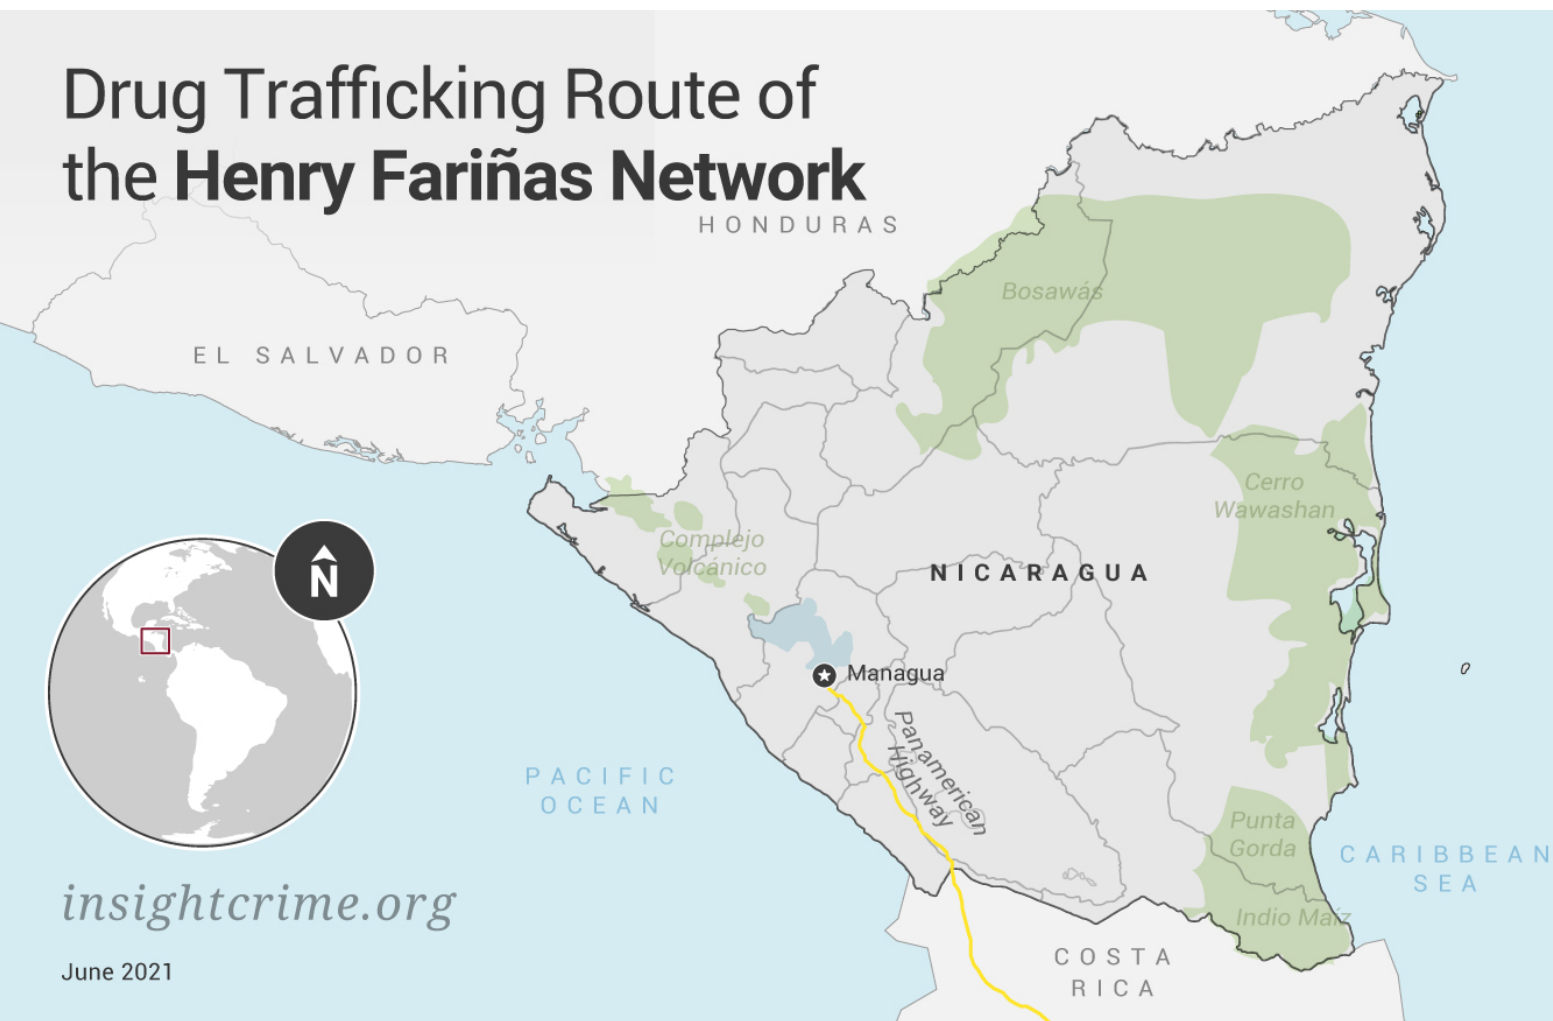 Drug Trafficking Route of
the Henry Fariñas Network
HONDURAS
EL SALVADOR
Bosawás
Cerro
Wawashan
Complejo
Volcánico
NICARAGUA
N
Managua
Panamerican
Highway
PACIFIC
OCEAN
Punta
Gorda
CARIBBEAN
SEA
Indio Maíz
COSTA
RICA
insightcrime.org
June 2021